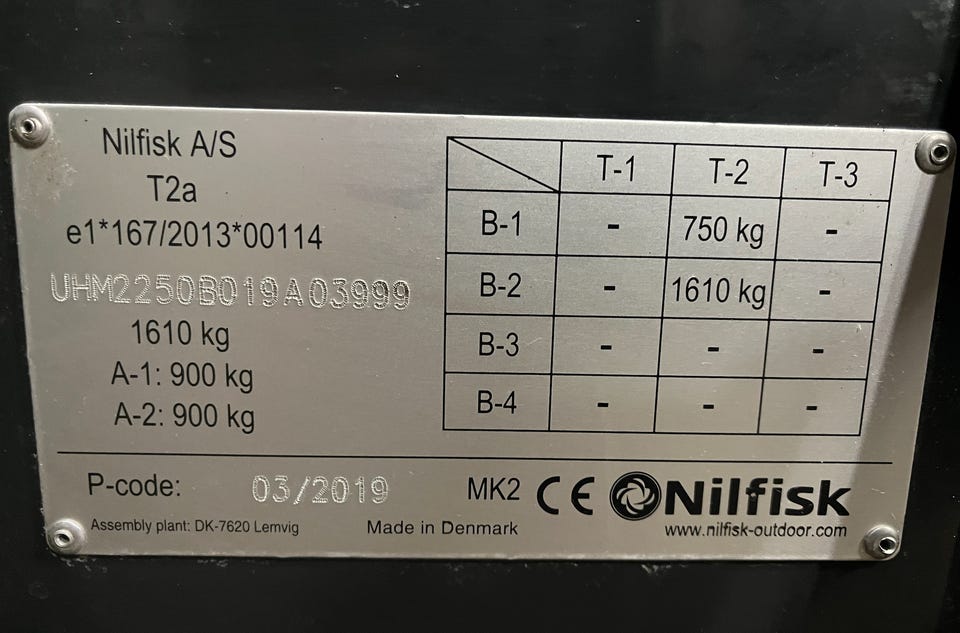 Nilfisk A/S
T2a
e1*167/2013*00114
UHM2250B019A03999
1610 kg
A-1: 900 kg
A-2: 900 kg
T-1 T-2 T-3
B-1 - 750 kg -
B-2 - 1610 kg -
B-3 - - -
B-4 - - -
P-code: 03/2019 MK2 CE Nilfisk
Assembly plant: DK-7620 Lemvig Made in Denmark www.nilfisk-outdoor.com